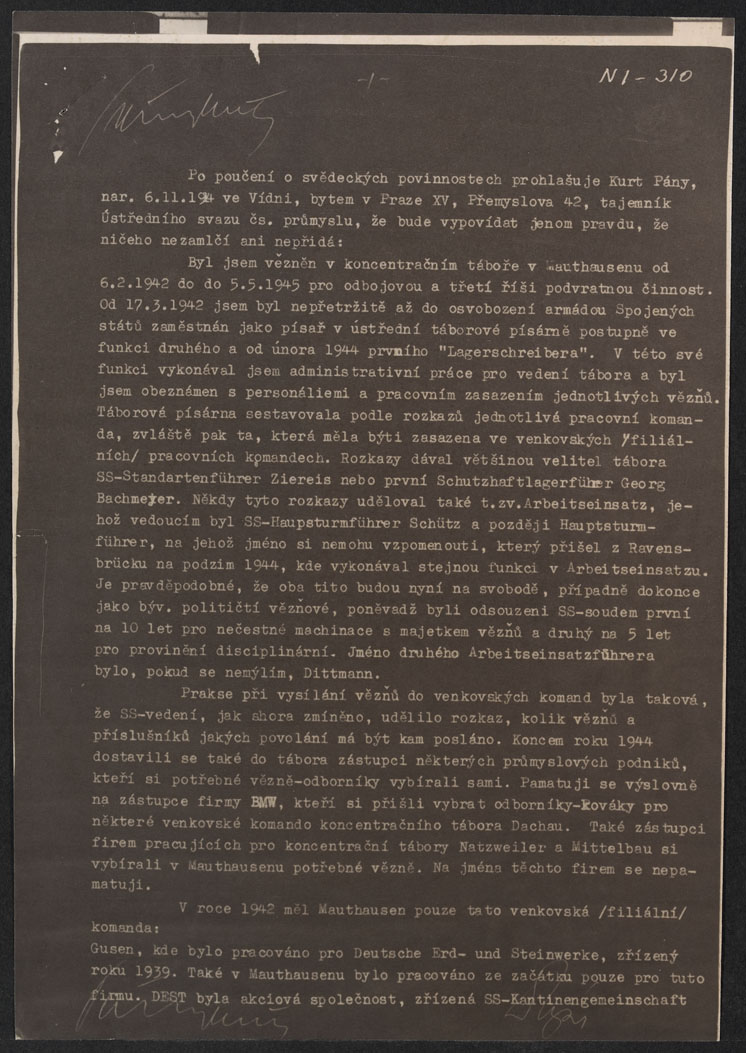 -1-
NI-310
Po poučení o svědeckých povinnostech prohlašuje Kurt Pány,
nar. 6.11.194 ve Vídni, bytem v Praze XV, Přemyslova 42, tajemník
Ústředního svazu čs. průmyslu, že bude vypovídat jenom pravdu, že
ničeho nezamlčí ani nepřidá:
Byl jsem vězněn v koncentračním táboře v Mauthausenu od
6.2.1942 do do 5.5.1945 pro odbojovou a třetí říši podvratnou činnost.
Od 17.3.1942 jsem byl nepřetržitě až do osvobození armádou Spojených
států zaměstnán jako písař v ústřední táborové písárně postupně ve
funkci druhého a od února 1944 prvního "Lagerschreibera". V této své
funkci vykonával jsem administrativní práce pro vedení tábora a byl
jsem obeznámen s personáliemi a pracovním zasazením jednotlivých vězňů.
Táborová písárna sestavovala podle rozkazů jednotlivá pracovní koman-
da, zvláště pak ta, která měla býti zasazena ve venkovských /filiál-
ních/ pracovních kpmandech. Rozkazy dával většinou velitel tábora
SS-Standartenführer Ziereis nebo první Schutzhaftlagerführer Georg
Bachmeyer. Někdy tyto rozkazy uděloval také t.zv.Arbeitseinsatz, je-
hož vedoucím byl SS-Haupsturmführer Schütz a později Hauptsturm-
führer, na jehož jméno si nemohu vzpomenouti, který přišel z Ravens-
brücku na podzim 1944, kde vykonával stejnou funkci v Arbeitseinsatzu.
Je pravděpodobné, že oba tito budou nyní na svobodě, případně dokonce
jako býv. političtí vězňové, poněvadž byli odsouzeni SS-soudem první
na 10 let pro nečestné machinace s majetkem vězňů a druhý na 5 let
pro provinění disciplinární. Jméno druhého Arbeitseinsatzführera
bylo, pokud se nemýlím, Dittmann.
Prakse při vysílání vězňů do venkovských komand byla taková,
že SS-vedení, jak shora zmíněno, udělilo rozkaz, kolik vězňů a
příslušníků jakých povolání má být kam posláno. Koncem roku 1944
dostavili se také do tábora zástupci některých průmyslových podniků,
kteří si potřebné vězně-odborníky vybírali sami. Pamatuji se výslovně
na zástupce firmy BMW, kteří si přišli vybrat odborníky-kováky pro
některé venkovské komando koncentračního tábora Dachau. Také zástupci
firem pracujících pro koncentrační tábory Natzweiler a Mittelbau si
vybírali v Mauthausenu potřebné vězně. Na jména těchto firem se nepa-
matuji.
V roce 1942 měl Mauthausen pouze tato venkovská /filiální/
komanda:
Gusen, kde bylo pracováno pro Deutsche Erd- und Steinwerke, zřízený
roku 1939. Také v Mauthausenu bylo pracováno ze začátku pouze pro tuto
firmu. DEST byla akciová společnost, zřízená SS-Kantinengemeinschaft